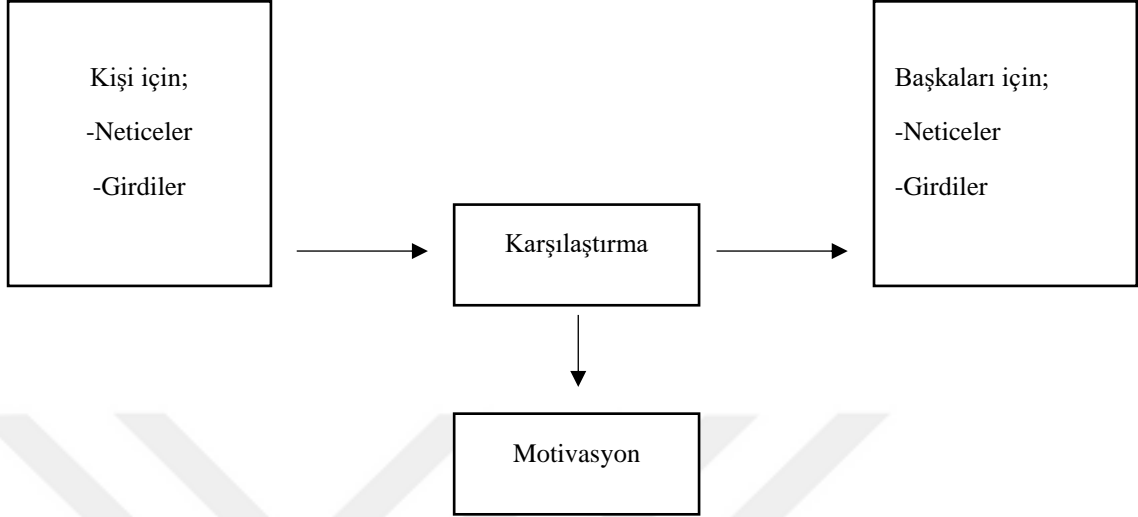 Kişi için;
-Neticeler
-Girdiler
Başkaları için;
-Neticeler
-Girdiler
Karşılaştırma
Motivasyon